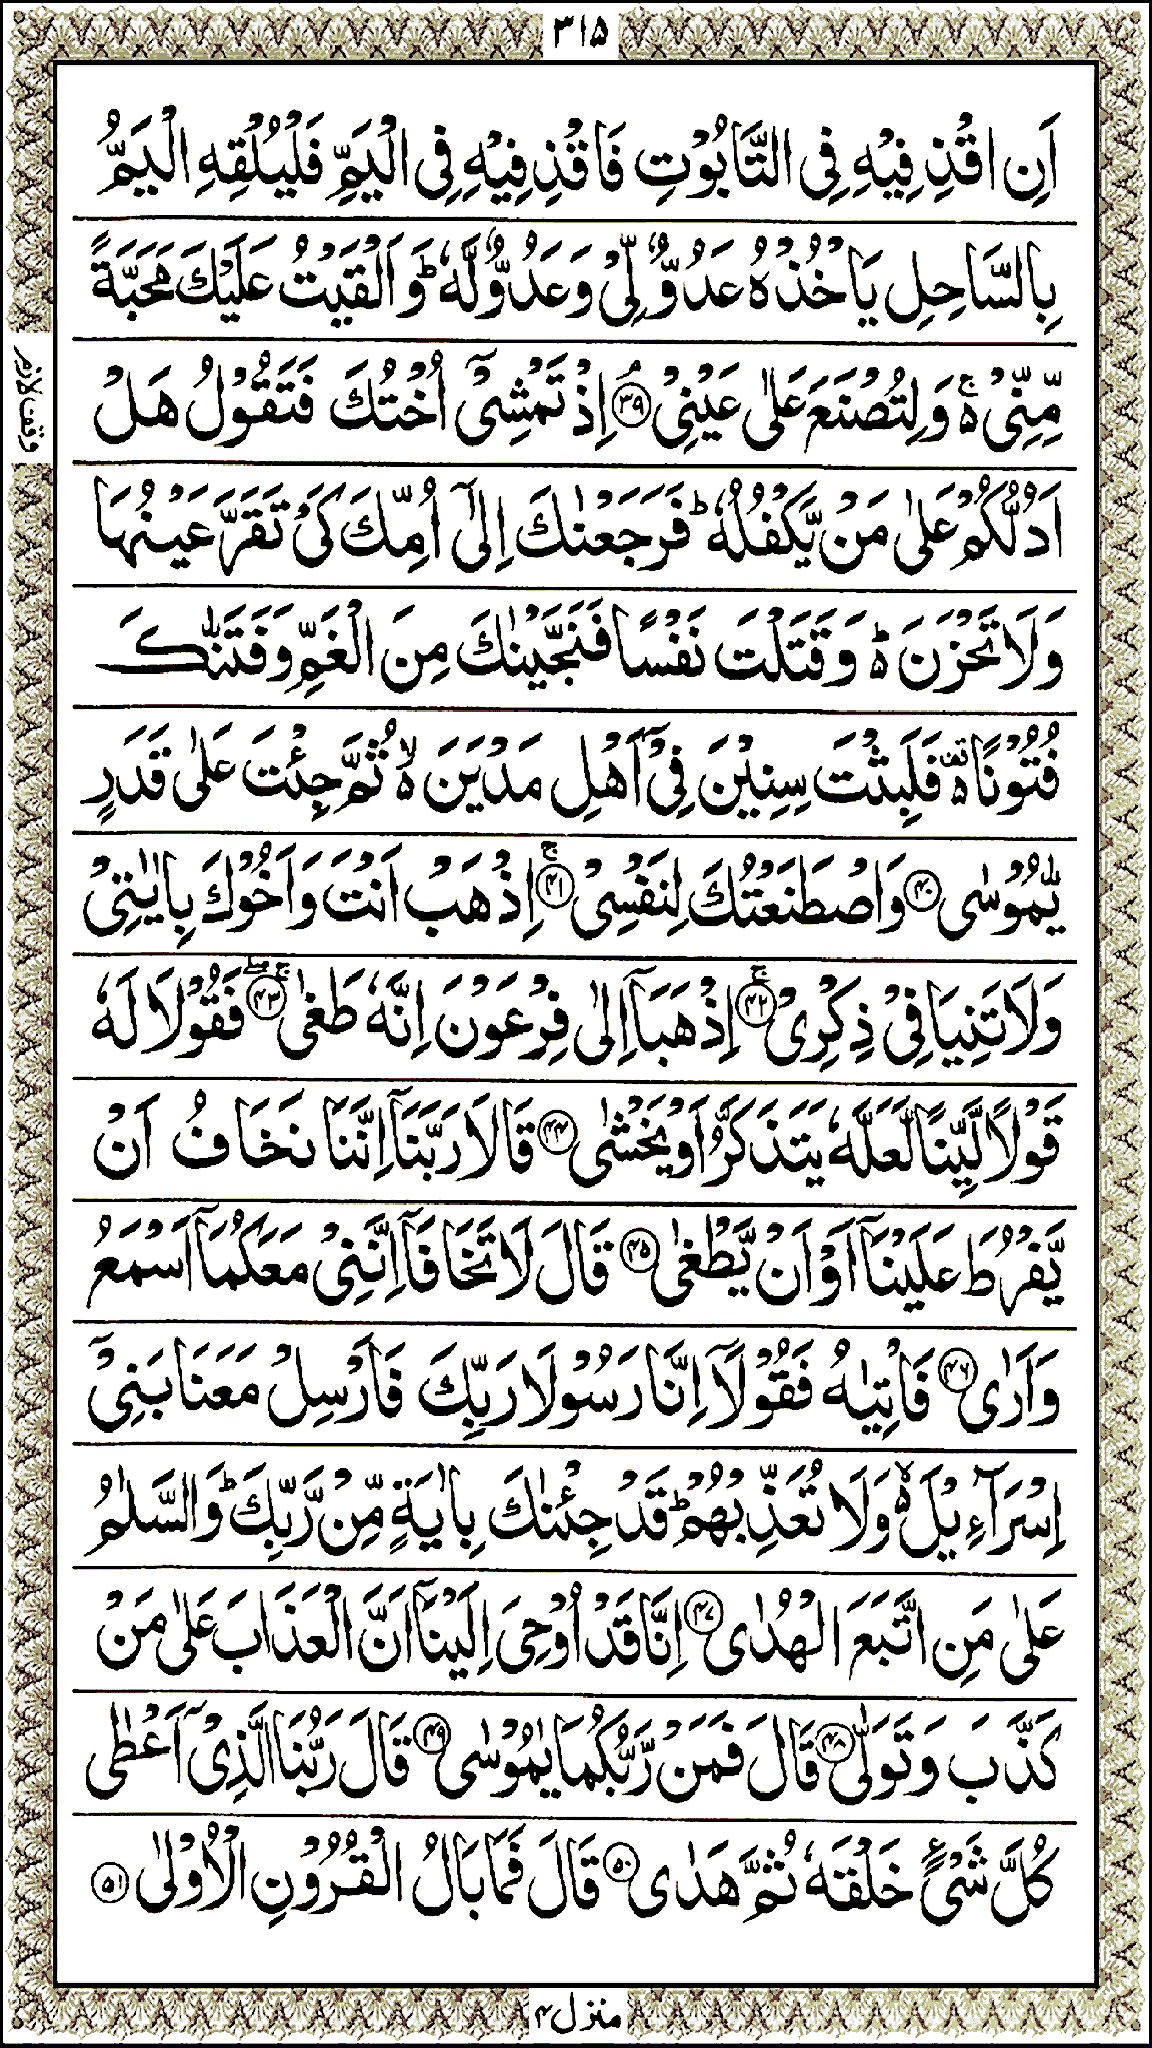 ٣١٥
اَنِ اقْذِ فِيْهِ فِى التَّابُوْتِ فَاقْذِ فِيْهِ فِى الْيَمِّ فَلْيُلْقِهِ الْيَمُّ
بِالسَّاحِلِ يَاْخُذْهُ عَدُوٌّ لِّىْ وَعَدُوٌّ لَّهٗ ؕ وَاَلْقَيْتُ عَلَيْكَ مَحَبَّةً
مِّنِّىْ ۚ۬ وَلِتُصْنَعَ عَلٰى عَيْنِىْ ۘ‏﴿۳۹﴾ اِذْ تَمْشِىْۤ اُخْتُكَ فَتَقُوْلُ هَلْ
اَدُلُّكُمْ عَلٰى مَنْ يَّكْفُلُهٗ ؕ فَرَجَعْنٰكَ اِلٰٓى اُمِّكَ كَىْ تَقَرَّ عَيْنُهَا
وَلَا تَحْزَنَ ؕ۬ وَقَتَلْتَ نَفْسًا فَنَجَّيْنٰكَ مِنَ الْغَمِّ وَفَتَنّٰكَ
فُتُوْنًا ۬۫ فَلَبِثْتَ سِنِيْنَ فِىْۤ اَهْلِ مَدْيَنَ ۙ۬ ثُمَّ جِئْتَ عَلٰى قَدَرٍ
يّٰمُوْسٰى ﴿۴۰﴾ وَاصْطَنَعْتُكَ لِنَفْسِىْ ۚ‏﴿۴۱﴾ اِذْهَبْ اَنْتَ وَاَخُوْكَ بِاٰيٰتِىْ
وَلَا تَنِيَا فِىْ ذِكْرِىْ ۚ‏﴿۴۲﴾ اِذْهَبَاۤ اِلٰى فِرْعَوْنَ اِنَّهٗ طَغٰى ۚۖ‏﴿۴۳﴾ فَقُوْلَا لَهٗ
قَوْلًا لَّيِّنًا لَّعَلَّهٗ يَتَذَكَّرُ اَوْ يَخْشٰى ﴿۴۴﴾ قَالَا رَبَّنَاۤ اِنَّنَا نَخَافُ اَنْ
يَّفْرُطَ عَلَيْنَاۤ اَوْ اَنْ يَّطْغٰى ﴿۴۵﴾ قَالَ لَا تَخَافَاۤ اِنَّنِىْ مَعَكُمَاۤ اَسْمَعُ
وَاَرٰى ﴿۴۶﴾ فَاْتِيٰهُ فَقُوْلَاۤ اِنَّا رَسُوْلَا رَبِّكَ فَاَرْسِلْ مَعَنَا بَنِىْۤ
اِسْرَآءِيْلَ ۙ۬ وَلَا تُعَذِّبْهُمْ ؕ قَدْ جِئْنٰكَ بِاٰيَةٍ مِّنْ رَّبِّكَ ؕ وَالسَّلٰمُ
عَلٰى مَنِ اتَّبَعَ الْهُدٰى ﴿۴۷﴾ اِنَّا قَدْ اُوْحِىَ اِلَيْنَاۤ اَنَّ الْعَذَابَ عَلٰى مَنْ
كَذَّبَ وَتَوَلّٰى ﴿۴۸﴾ قَالَ فَمَنْ رَّبُّكُمَا يٰمُوْسٰى ﴿۴۹﴾ قَالَ رَبُّنَا الَّذِىْۤ اَعْطٰى
كُلَّ شَىْءٍ خَلْقَهٗ ثُمَّ هَدٰى ﴿۵۰﴾ قَالَ فَمَا بَالُ الْقُرُوْنِ الْاُوْلٰى ﴿۵۱﴾
وقف لازم
منزل ۴